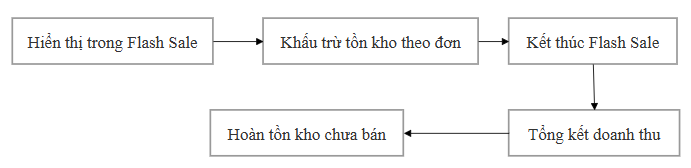 Hiển thị trong Flash Sale
Khấu trừ tồn kho theo đơn
Kết thúc Flash Sale
Tổng kết doanh thu
Hoàn tồn kho chưa bán